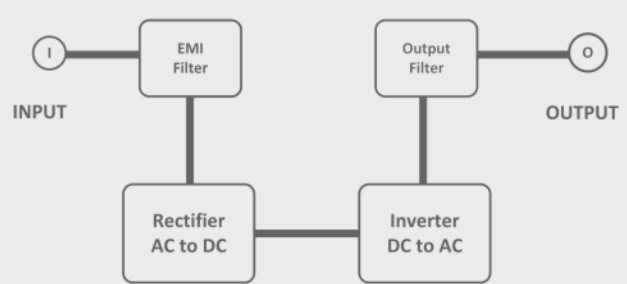 I
EMI
Filter
Output
Filter
O
INPUT
OUTPUT
Rectifier
AC to DC
Inverter
DC to AC